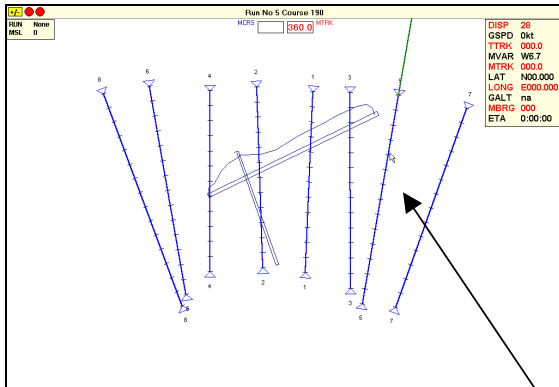 +/-
Run No 5 Course 190
RUN None
MSL 0
MCRS 360.0 MTRK
DISP 28
GSPD 0kt
TTRK 000.0
MVAR W6.7
MTRK 000.0
LAT N00.000
LONG E000.000
GALT na
MBRG 000
ETA 0:00:00
8 6 4 2 1 3 5 7
4 2 1 3
6
8 5 7